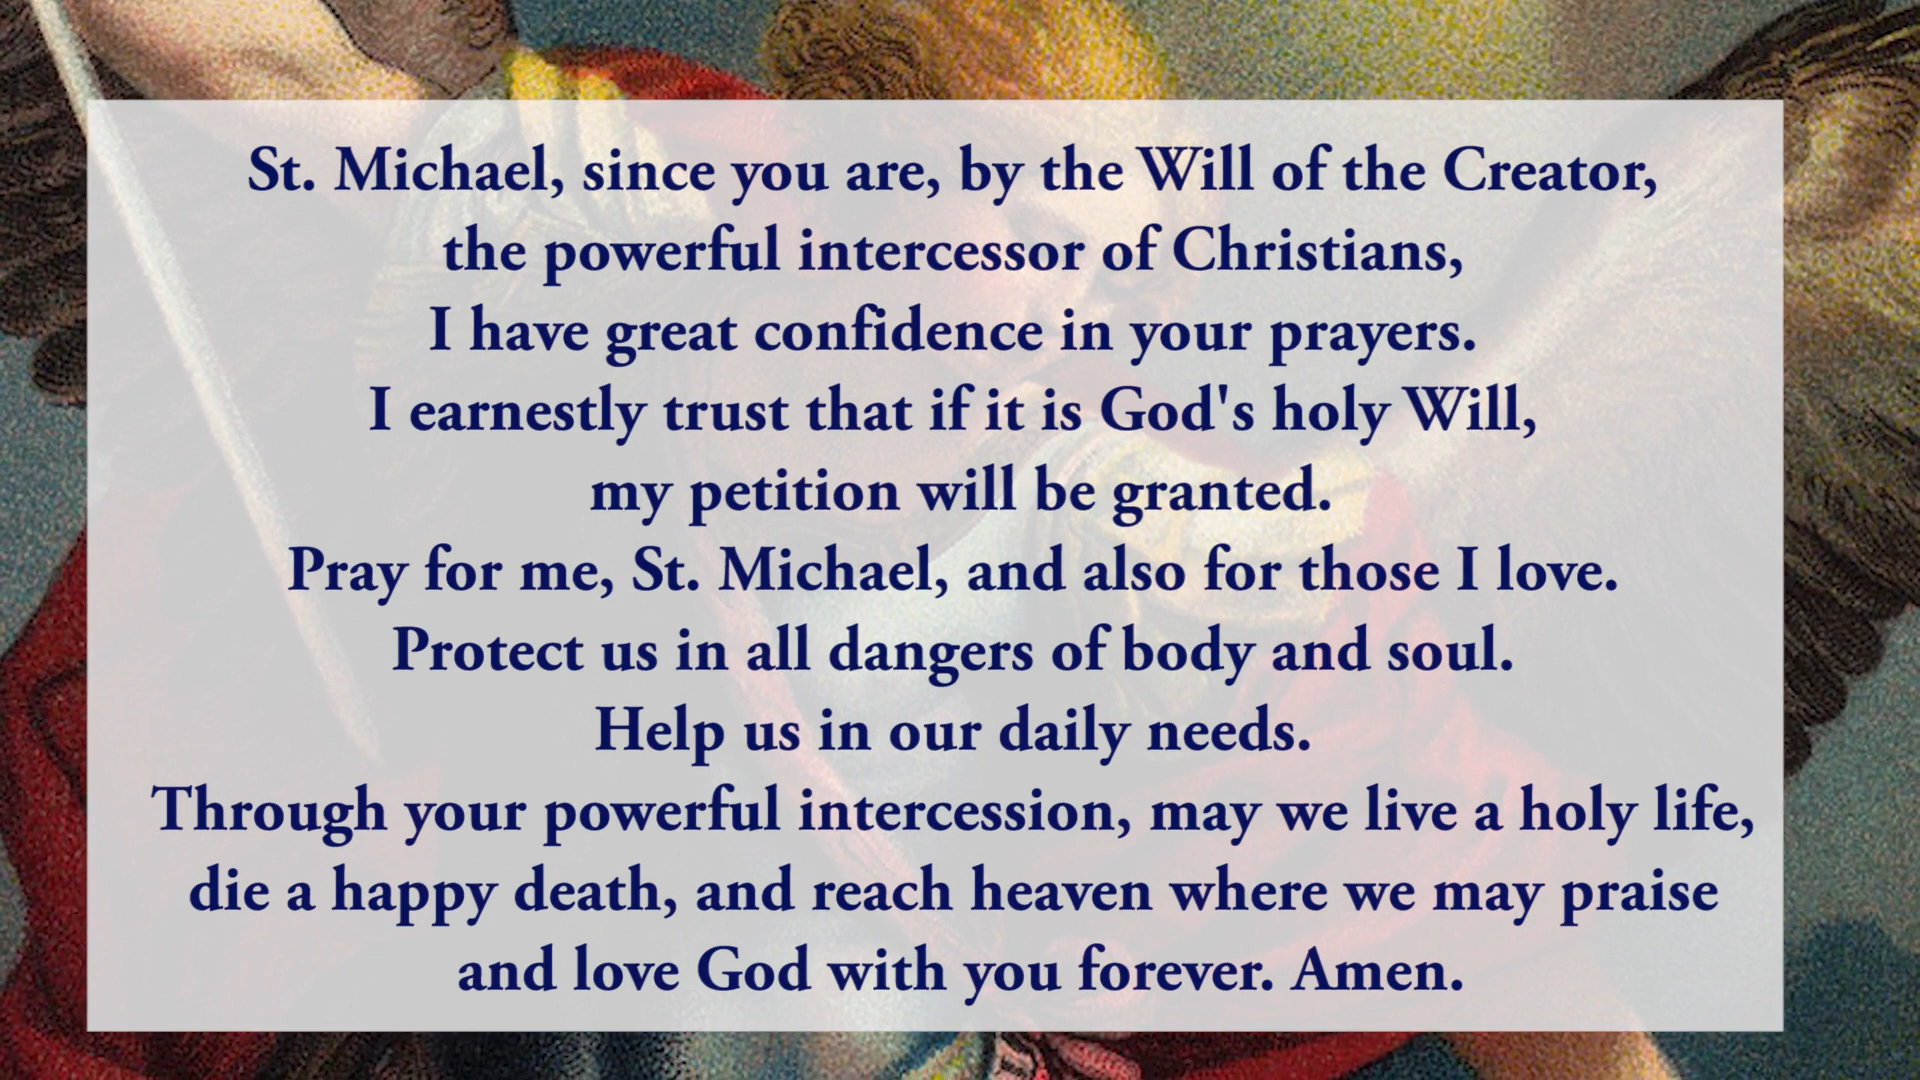 St. Michael, since you are, by the Will of the Creator,
the powerful intercessor of Christians,
I have great confidence in your prayers.
I earnestly trust that if it is God's holy Will,
my petition will be granted.
Pray for me, St. Michael, and also for those I love.
Protect us in all dangers of body and soul.
Help us in our daily needs.
Through your powerful intercession, may we live a holy life,
die a happy death, and reach heaven where we may praise
and love God with you forever. Amen.